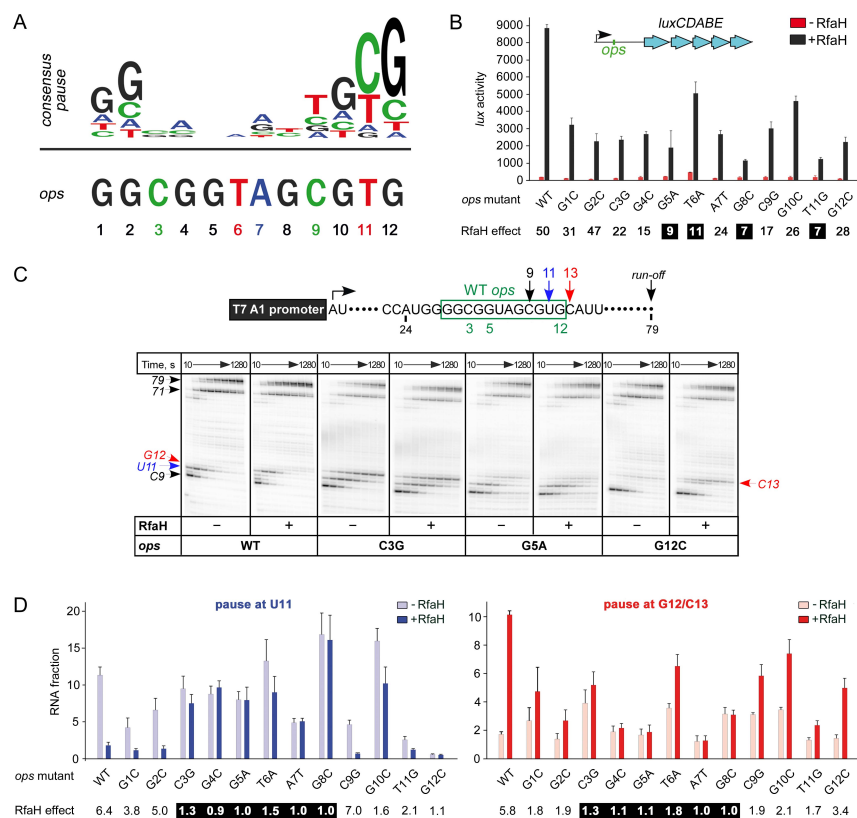 A
consensus
pause
ops
G G C G G T A G C G T G
1 2 3 4 5 6 7 8 9 10 11 12
B
luxCDABE
ops
- RfaH
+RfaH
lux activity
9000
8000
7000
6000
5000
4000
3000
2000
1000
0
ops mutant
WT G1C G2C C3G G4C G5A T6A A7T G8C C9G G10C T11G G12C
RfaH effect 50 31 47 22 15 9 11 24 7 17 26 7 28
C
WT ops
9 11 13
run-off
T7 A1 promoter
AU••••• CCAUGGGGCGGUAGCGUGCAUU •••••••
24 3 5 12 79
Time, s 10 1280 10 1280 10 1280 10 1280 10 1280 10 1280 10 1280 10 1280
79
71
G12
U11
C9
C13
RfaH – + – + – + – +
ops WT C3G G5A G12C
D
pause at U11
- RfaH
+RfaH
RNA fraction
20
15
10
5
0
ops mutant
WT G1C G2C C3G G4C G5A T6A A7T G8C C9G G10C T11G G12C
RfaH effect 6.4 3.8 5.0 1.3 0.9 1.0 1.5 1.0 1.0 7.0 1.6 2.1 1.1
pause at G12/C13
- RfaH
+RfaH
10
8
6
4
2
0
WT G1C G2C C3G G4C G5A T6A A7T G8C C9G G10C T11G G12C
5.8 1.8 1.9 1.3 1.1 1.1 1.8 1.0 1.0 1.9 2.1 1.7 3.4